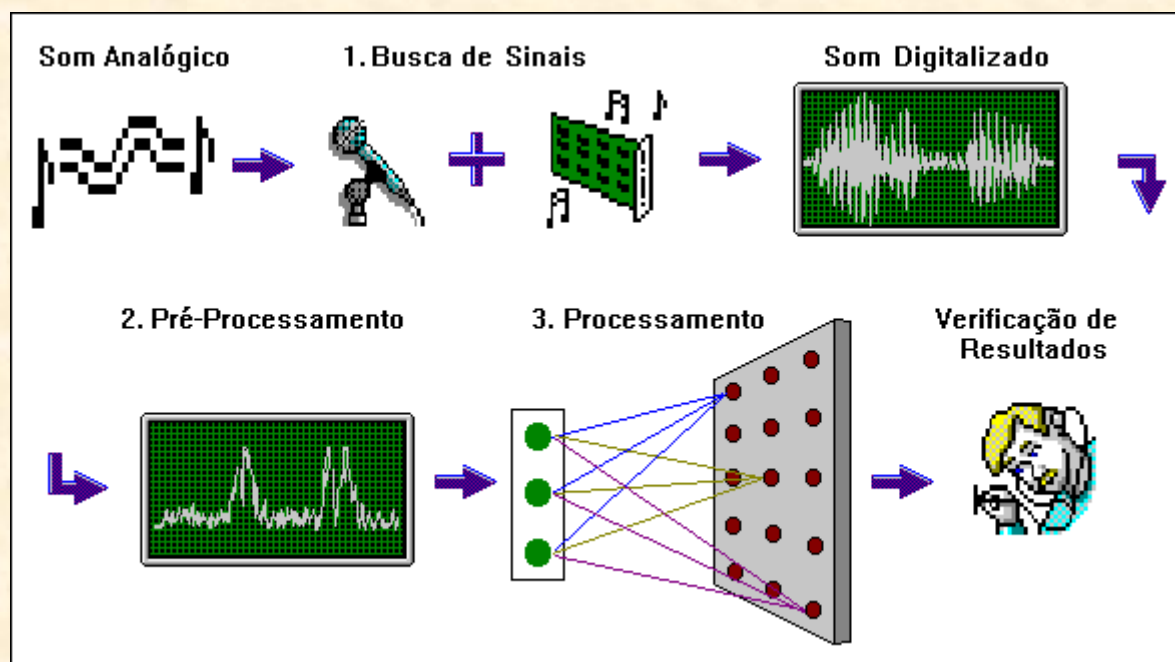 Som Analógico
1. Busca de Sinais
Som Digitalizado
2. Pré-Processamento
3. Processamento
Verificação de
Resultados